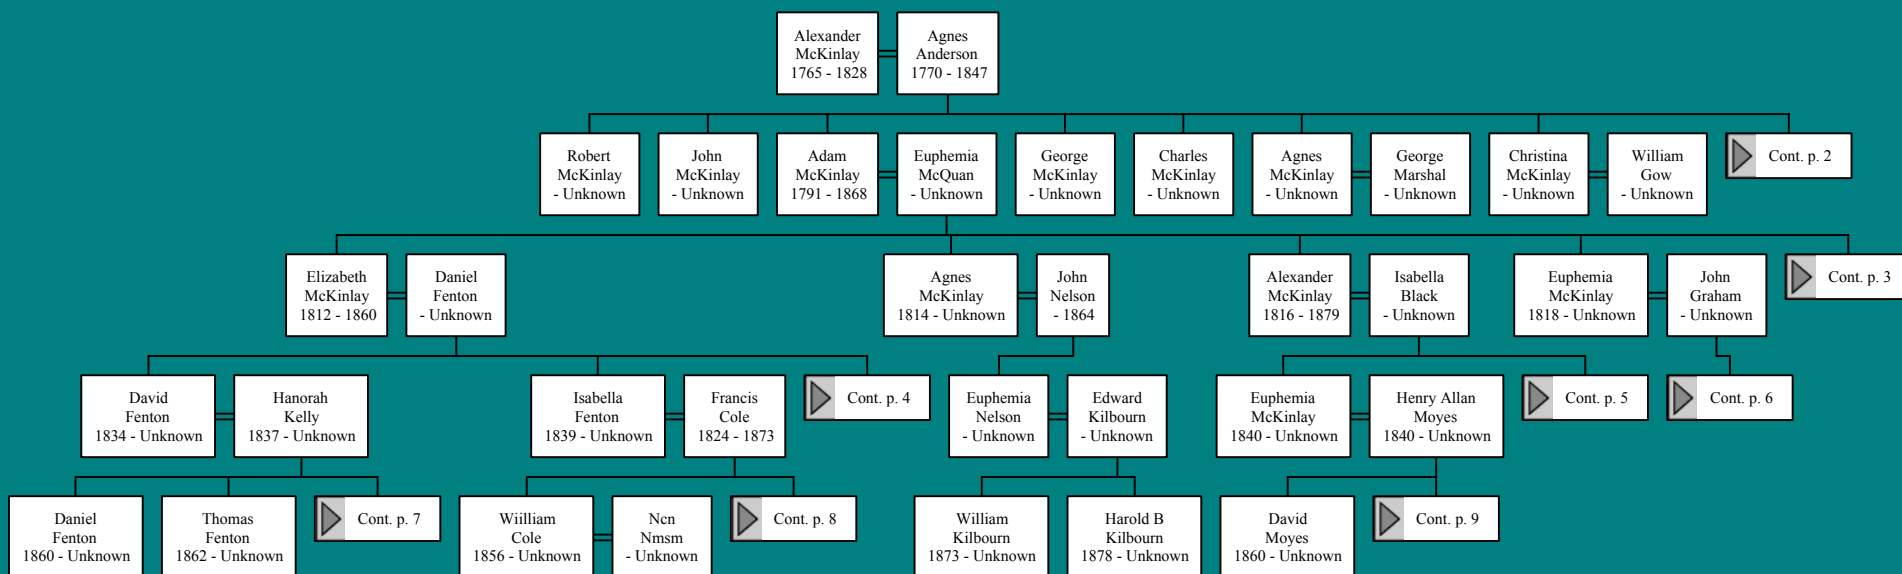 Alexander
McKinlay
1765 - 1828
Agnes
Anderson
1770 - 1847
Robert
McKinlay
- Unknown
John
McKinlay
- Unknown
Adam
McKinlay
1791 - 1868
Euphemia
McQuan
- Unknown
George
McKinlay
- Unknown
Charles
McKinlay
- Unknown
Agnes
McKinlay
- Unknown
George
Marshal
- Unknown
Christina
McKinlay
- Unknown
William
Gow
- Unknown
Cont. p. 2
Elizabeth
McKinlay
1812 - 1860
Daniel
Fenton
- Unknown
Agnes
McKinlay
1814 - Unknown
John
Nelson
- 1864
Alexander
McKinlay
1816 - 1879
Isabella
Black
- Unknown
Euphemia
McKinlay
1818 - Unknown
John
Graham
- Unknown
Cont. p. 3
David
Fenton
1834 - Unknown
Hanorah
Kelly
1837 - Unknown
Isabella
Fenton
1839 - Unknown
Francis
Cole
1824 - 1873
Cont. p. 4
Euphemia
Nelson
- Unknown
Edward
Kilbourn
- Unknown
Euphemia
McKinlay
1840 - Unknown
Henry Allan
Moyes
1840 - Unknown
Cont. p. 5
Cont. p. 6
Daniel
Fenton
1860 - Unknown
Thomas
Fenton
1862 - Unknown
Cont. p. 7
Wiilliam
Cole
1856 - Unknown
Ncn
Nmsm
- Unknown
Cont. p. 8
William
Kilbourn
1873 - Unknown
Harold B
Kilbourn
1878 - Unknown
David
Moyes
1860 - Unknown
Cont. p. 9